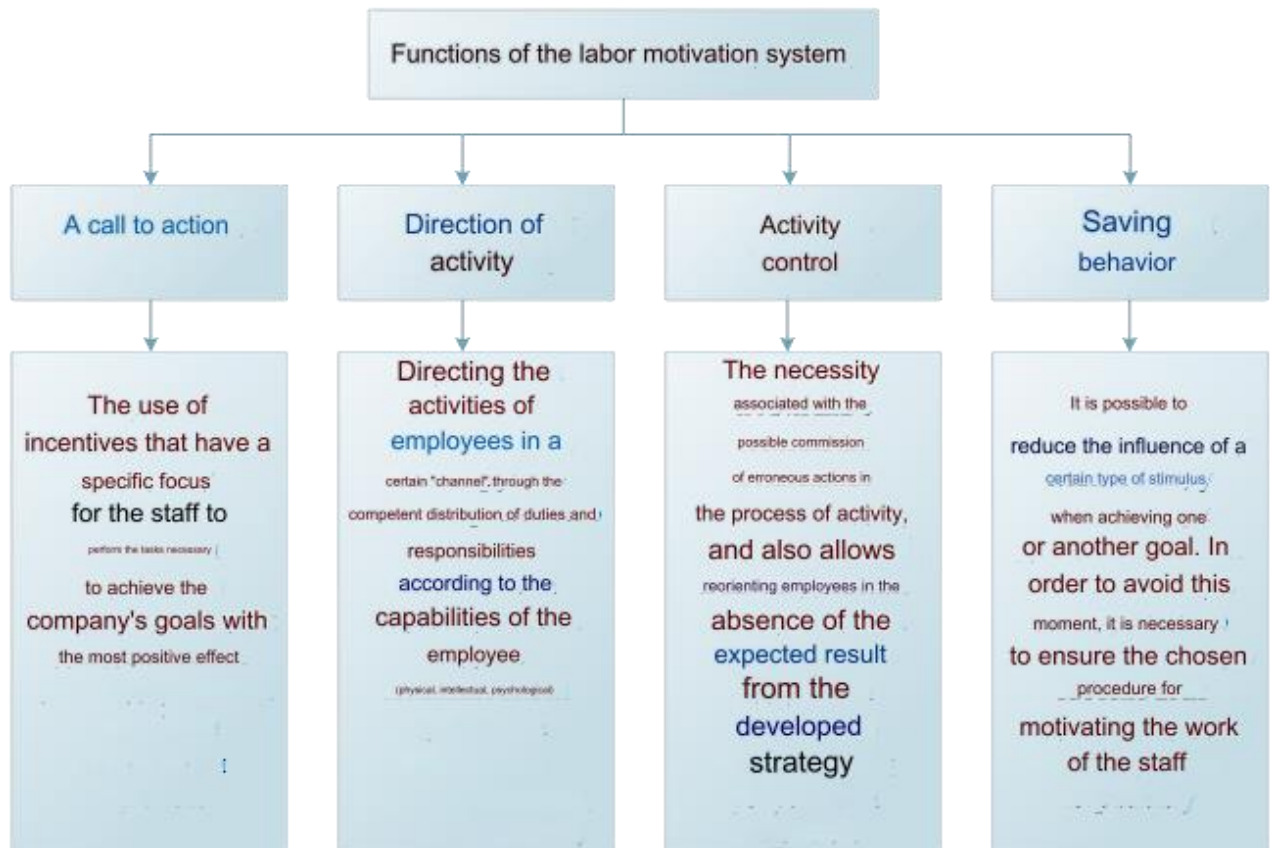 Functions of the labor motivation system
A call to action
Direction of
activity
Activity
control
Saving
behavior
The use of
incentives that have a
specific focus
for the staff to
perform the tasks necessary
to achieve the
company's goals with
the most positive effect
Directing the
activities of
employees in a
certain "channel", through the
competent distribution of duties and
responsibilities
according to the
capabilities of the
employee
(physical, intellectual, psychological)
The necessity
associated with the
possible commission
of erroneous actions in
the process of activity,
and also allows
reorienting employees in the
absence of the
expected result
from the
developed
strategy
It is possible to
reduce the influence of a
certain type of stimulus
when achieving one
or another goal. In
order to avoid this
moment, it is necessary
to ensure the chosen
procedure for
motivating the work
of the staff